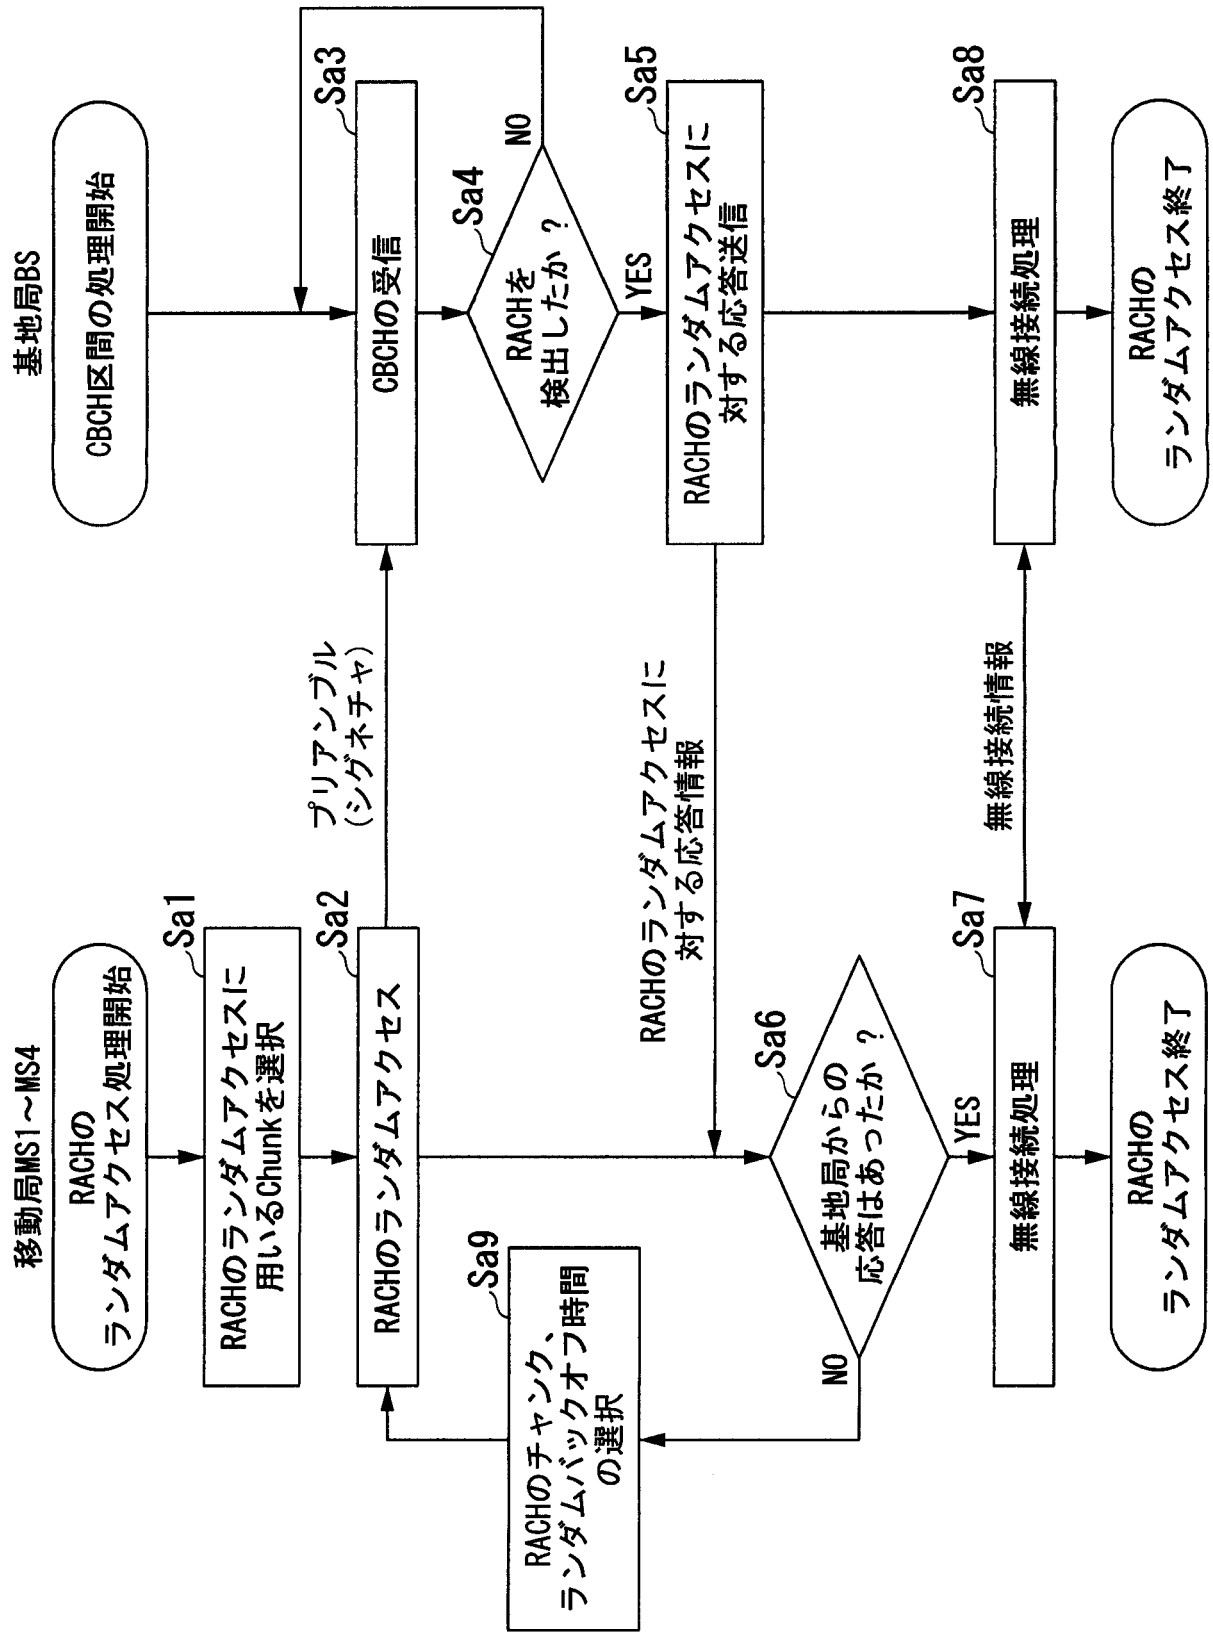 移動局MS1～MS4
RACHの
ランダムアクセス処理開始
Sa1
RACHのランダムアクセスに
用いるChunkを選択
Sa2
RACHのランダムアクセス
プリアンブル
(シグネチャ)
Sa9
RACHのチャンク、
ランダムバックオフ時間
の選択
RACHのランダムアクセスに
対する応答情報
Sa6
基地局からの
応答はあったか？
NO
YES
Sa7
無線接続処理
無線接続情報
RACHの
ランダムアクセス終了
基地局BS
CBCH区間の処理開始
Sa3
CBCHの受信
Sa4
RACHを
検出したか？
NO
YES
Sa5
RACHのランダムアクセスに
対する応答送信
Sa8
無線接続処理
RACHの
ランダムアクセス終了